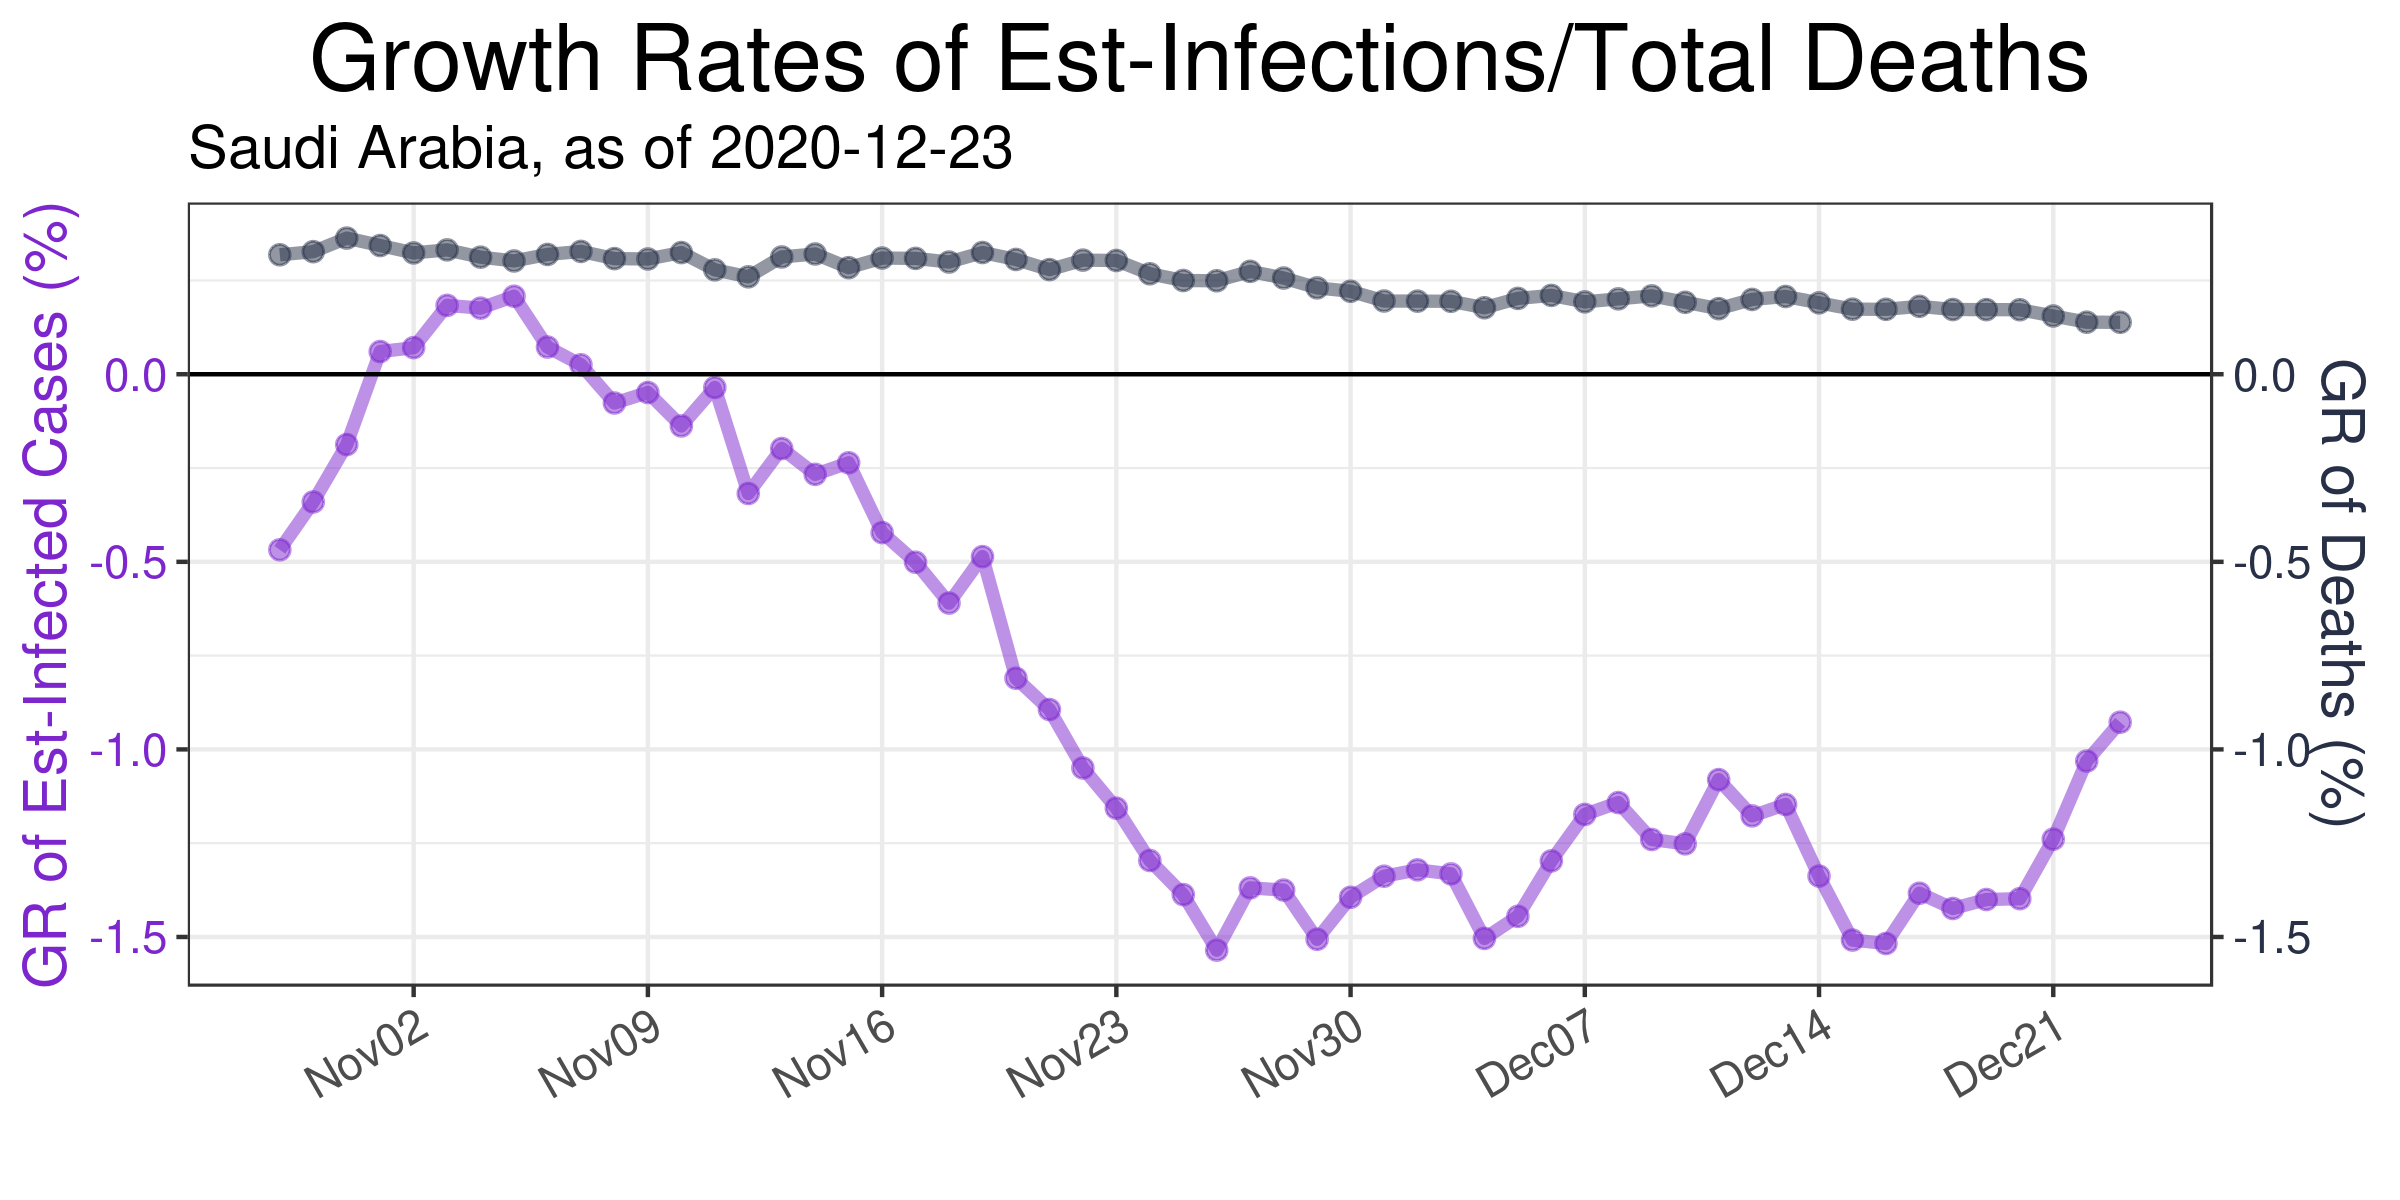 Growth Rates of Est-Infections/Total Deaths
Saudi Arabia, as of 2020-12-23
GR of Est-Infected Cases (%)
0.0
-0.5
-1.0
-1.5
0.0
-0.5
-1.0
-1.5
GR of Deaths (%)
Nov02
Nov09
Nov16
Nov23
Nov30
Dec07
Dec14
Dec21